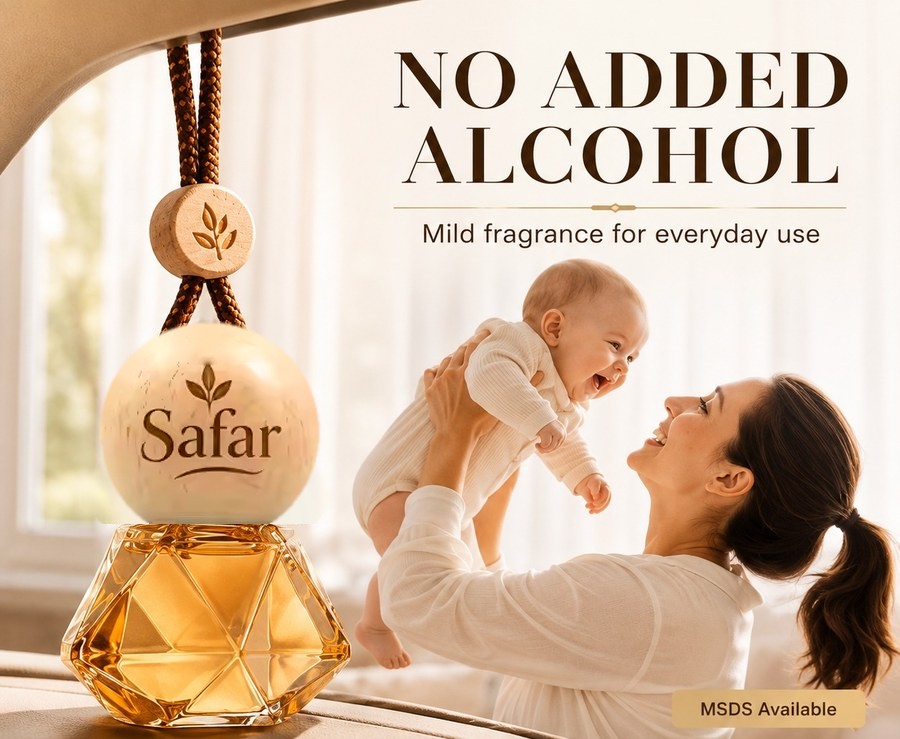 NO ADDED
ALCOHOL
Mild fragrance for everyday use
Safar
MSDS Available